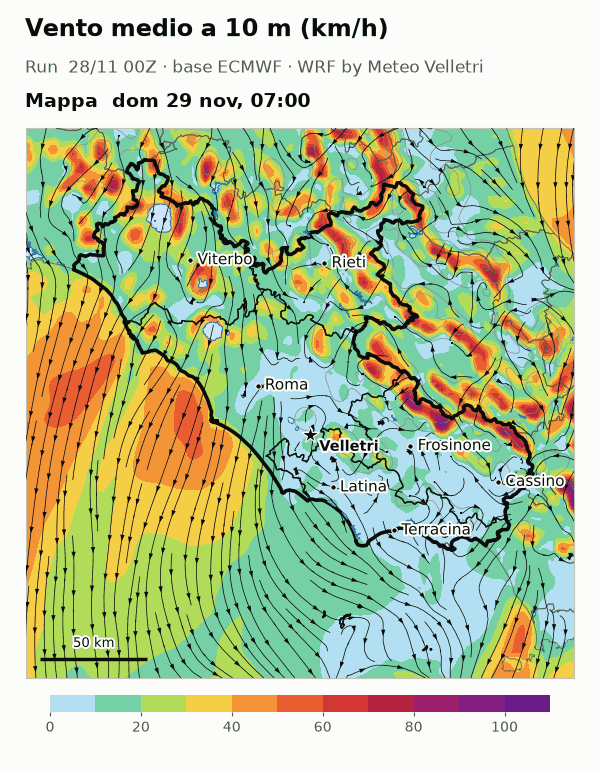 Vento medio a 10 m (km/h)
Run 28/11 00Z · base ECMWF · WRF by Meteo Velletri
Mappa dom 29 nov, 07:00
Viterbo
Rieti
Roma
Velletri
Frosinone
Latina
Cassino
Terracina
50 km
0 20 40 60 80 100